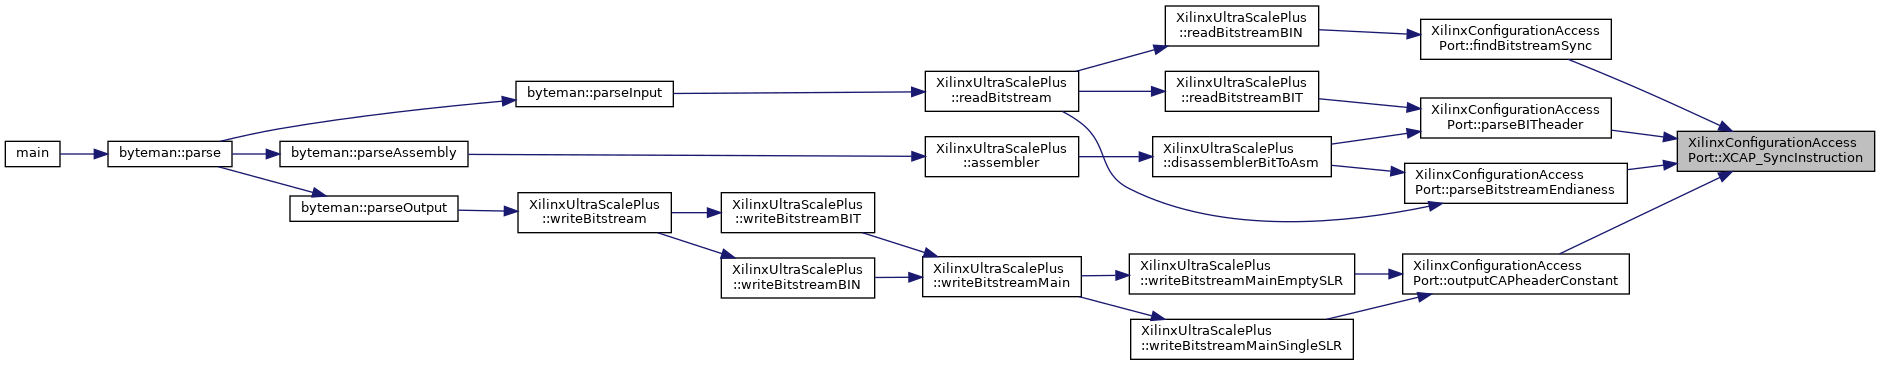 main
byteman::parse
byteman::parseInput
byteman::parseAssembly
byteman::parseOutput
XilinxUltraScalePlus
::readBitstream
XilinxUltraScalePlus
::assembler
XilinxUltraScalePlus
::writeBitstream
XilinxUltraScalePlus
::writeBitstreamBIT
XilinxUltraScalePlus
::writeBitstreamBIN
XilinxUltraScalePlus
::writeBitstreamMain
XilinxUltraScalePlus
::readBitstreamBIN
XilinxUltraScalePlus
::readBitstreamBIT
XilinxUltraScalePlus
::disassemblerBitToAsm
XilinxUltraScalePlus
::writeBitstreamMainEmptySLR
XilinxUltraScalePlus
::writeBitstreamMainSingleSLR
XilinxConfigurationAccess
Port::findBitstreamSync
XilinxConfigurationAccess
Port::parseBITheader
XilinxConfigurationAccess
Port::parseBitstreamEndianess
XilinxConfigurationAccess
Port::outputCAPheaderConstant
XilinxConfigurationAccess
Port::XCAP_SyncInstruction